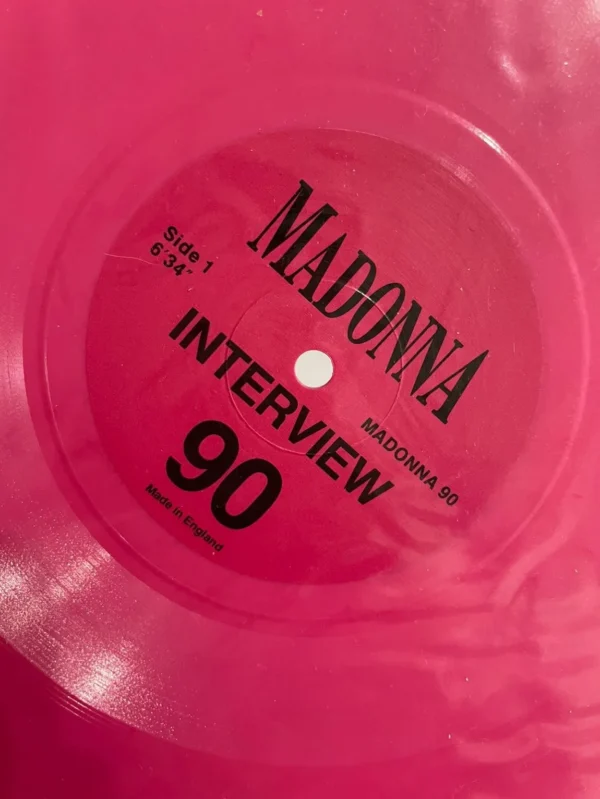 MADONNA
Side 1
6'34"
INTERVIEW
MADONNA 90
90
Made in England